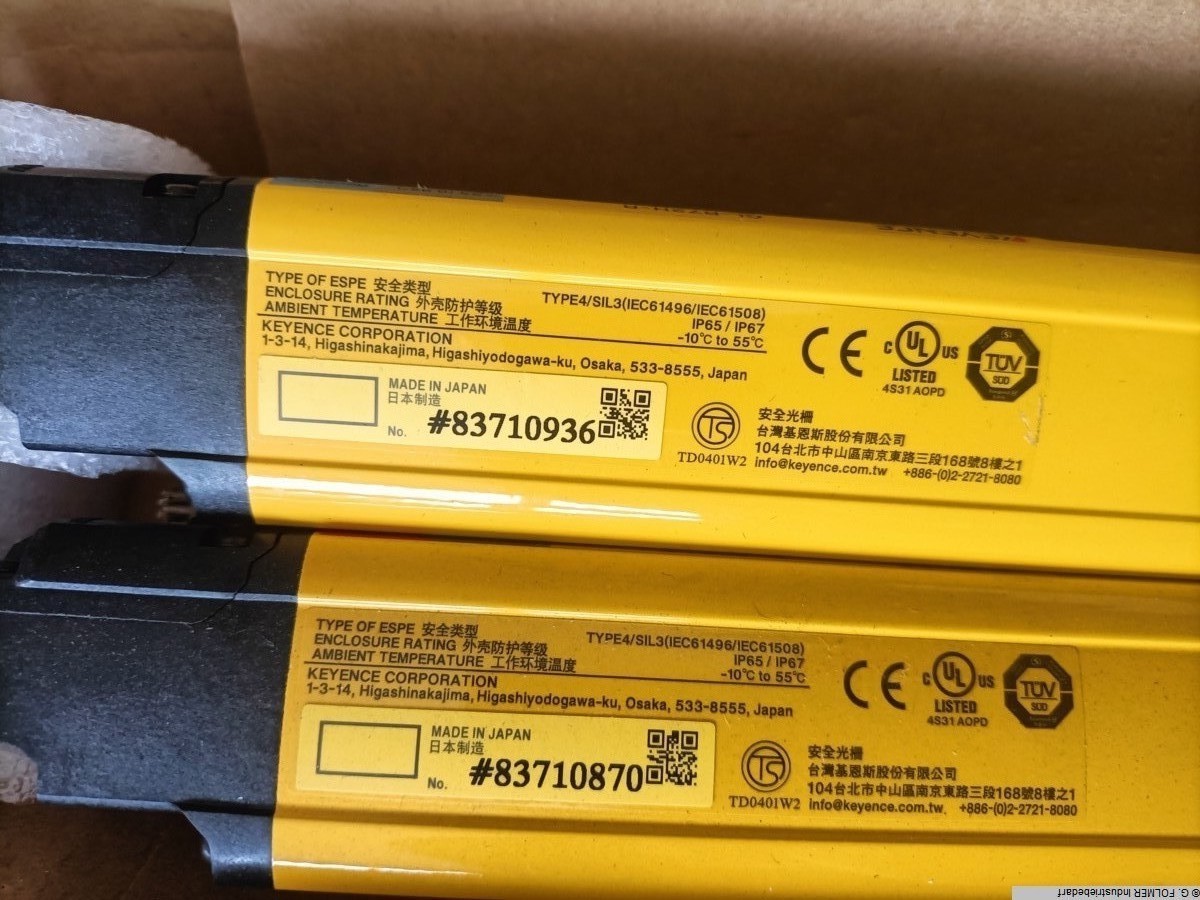 KEYENCE
TYPE OF ESPE 安全类型 TYPE4/SIL3(IEC61496/IEC61508)
ENCLOSURE RATING 外壳防护等级 IP65 / IP67
AMBIENT TEMPERATURE 工作环境温度 -10℃ to 55℃
KEYENCE CORPORATION
1-3-14, Higashinakajima, Higashiyodogawa-ku, Osaka, 533-8555, Japan
MADE IN JAPAN
日本制造
No. #83710936
C UL US
LISTED
4S31 AOPD
TÜV
SÜD
TS
TD0401W2
安全光柵
台灣基恩斯股份有限公司
104台北市中山區南京東路三段168號8樓之1
info@keyence.com.tw +886-(0)2-2721-8080
TYPE OF ESPE 安全类型 TYPE4/SIL3(IEC61496/IEC61508)
ENCLOSURE RATING 外壳防护等级 IP65 / IP67
AMBIENT TEMPERATURE 工作环境温度 -10℃ to 55℃
KEYENCE CORPORATION
1-3-14, Higashinakajima, Higashiyodogawa-ku, Osaka, 533-8555, Japan
MADE IN JAPAN
日本制造
No. #83710870
CE
C UL US
LISTED
4S31 AOPD
TÜV
SÜD
TS
TD0401W2
安全光柵
台灣基恩斯股份有限公司
104台北市中山區南京東路三段168號8樓之1
info@keyence.com.tw +886-(0)2-2721-8080
© G. FOLMER Industriebedarf